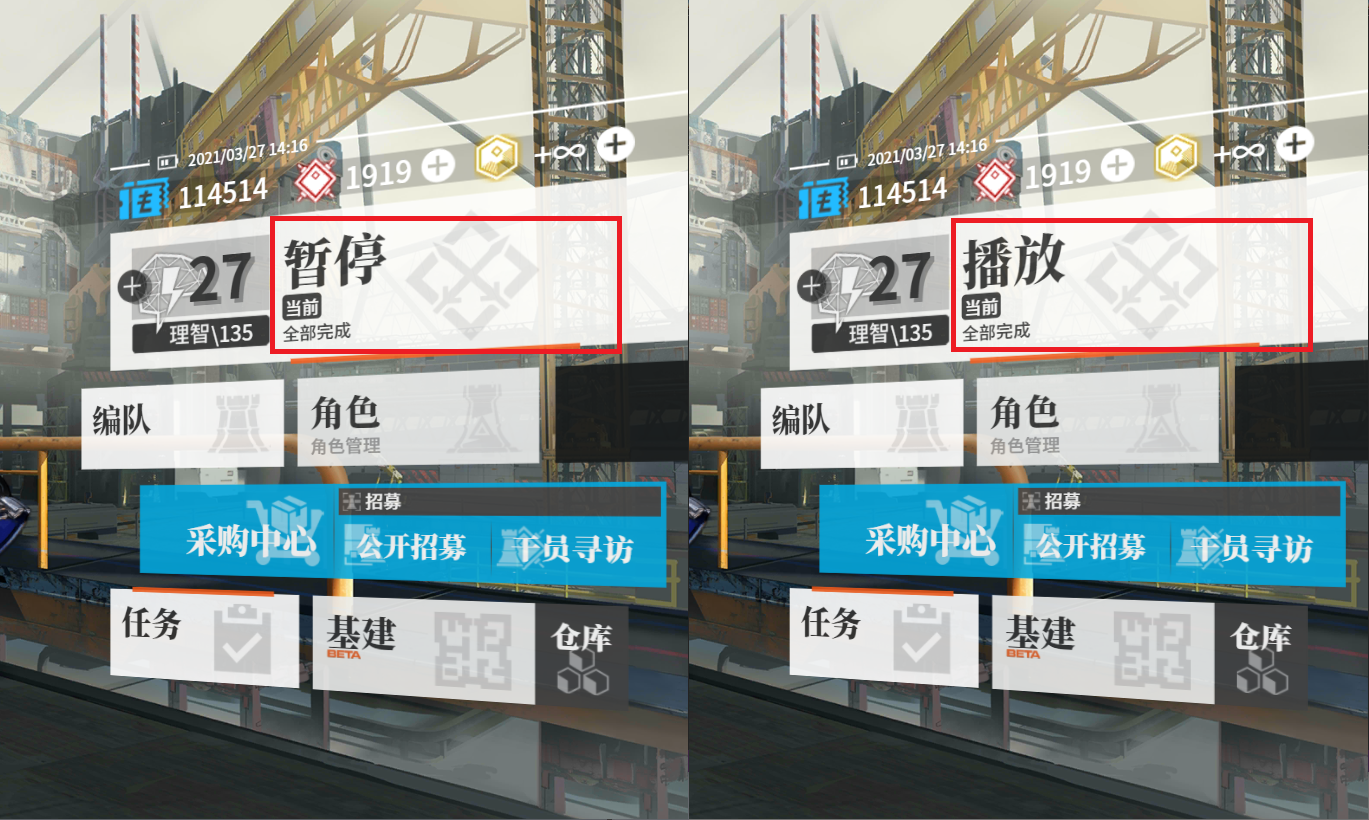 2021/03/27 14:16
114514
1919
+∞
27
理智\135
暂停
当前
全部完成
编队
角色
角色管理
招募
采购中心
公开招募
干员寻访
任务
基建
BETA
仓库
2021/03/27 14:16
114514
1919
+∞
27
理智\135
播放
当前
全部完成
编队
角色
角色管理
招募
采购中心
公开招募
干员寻访
任务
基建
BETA
仓库